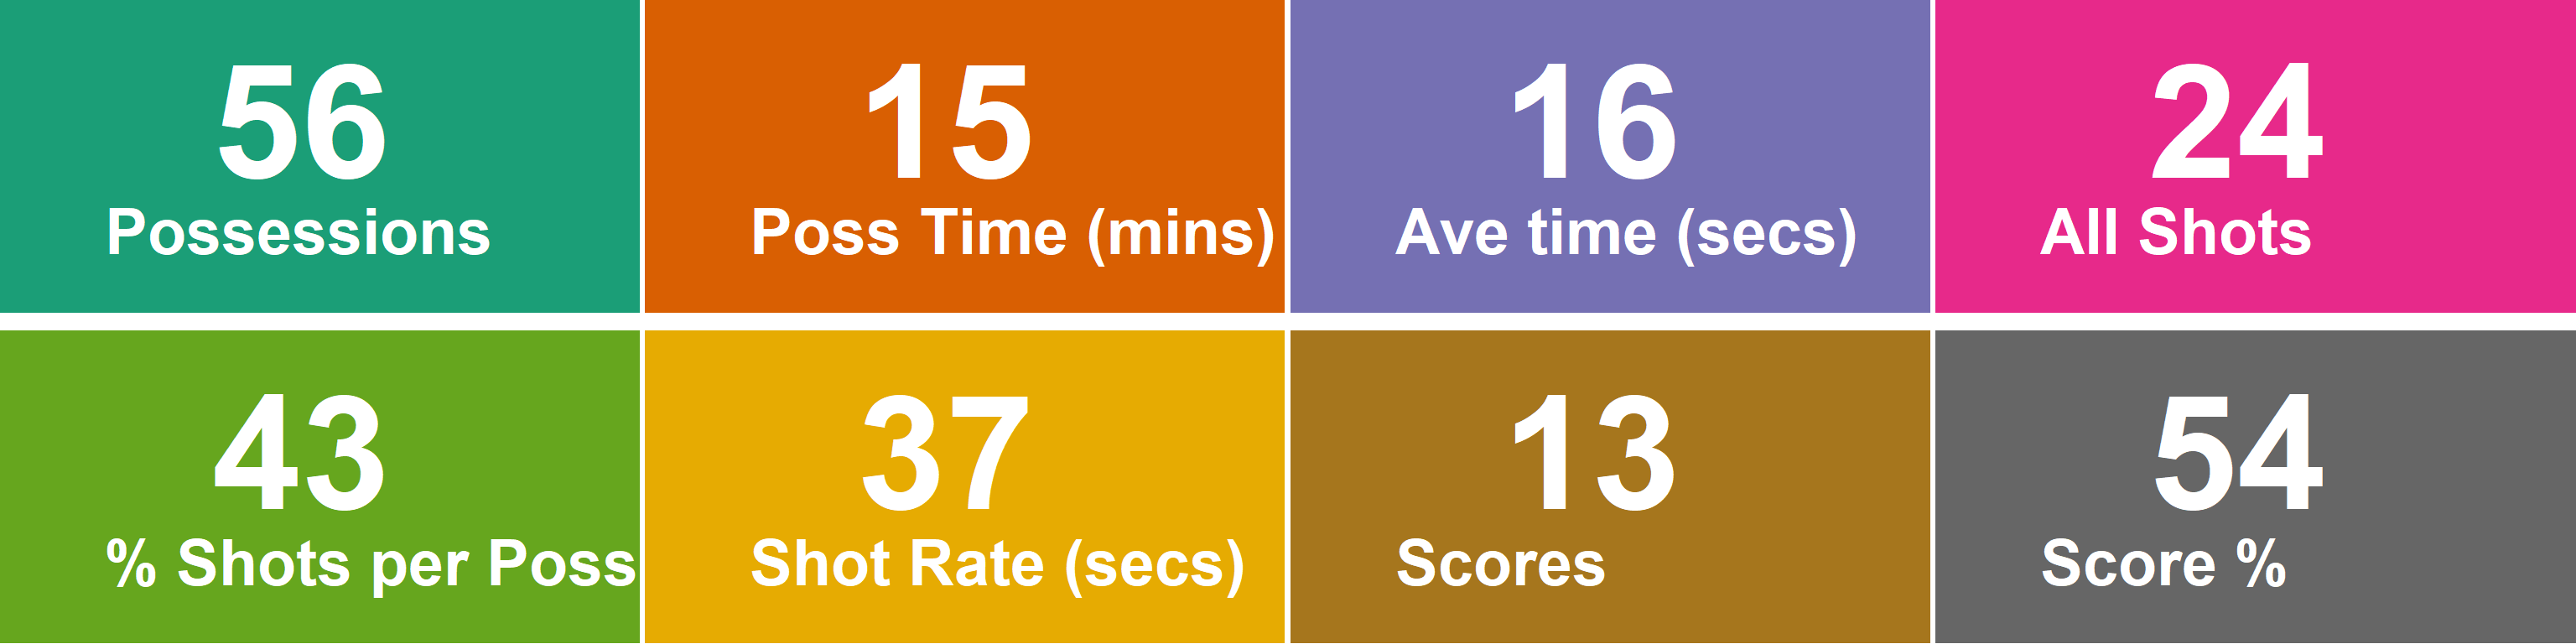 56
Possessions
15
Poss Time (mins)
16
Ave time (secs)
24
All Shots
43
% Shots per Poss
37
Shot Rate (secs)
13
Scores
54
Score %